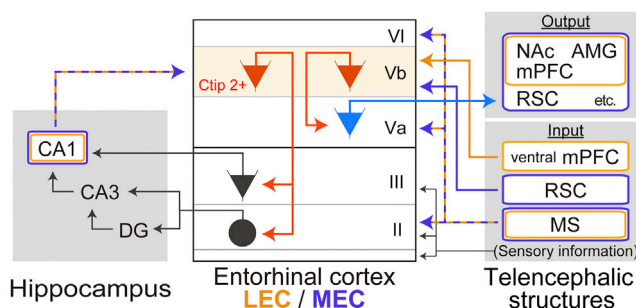 Hippocampus
CA1
CA3
DG
Entorhinal cortex
LEC / MEC
VI
Vb
Ctip 2+
Va
III
II
Output
NAc AMG
mPFC
RSC etc.
Input
ventral mPFC
RSC
MS
(Sensory information)
Telencephalic
structures